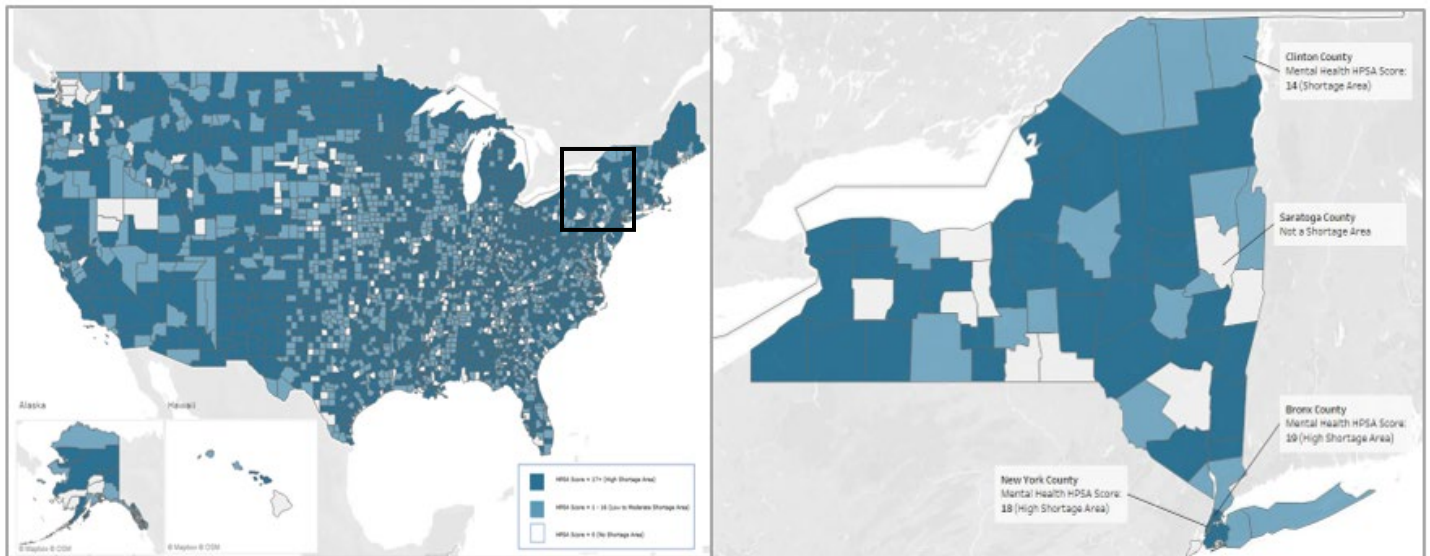 Alaska
Hawaii
© Mapbox © OSM
© Mapbox © OSM
HPSA Score = 17+ (High Shortage Area)
HPSA Score = 1 - 16 (Low to Moderate Shortage Area)
HPSA Score = 0 (No Shortage Area)
Clinton County
Mental Health HPSA Score:
14 (Shortage Area)
Saratoga County
Not a Shortage Area
Bronx County
Mental Health HPSA Score:
19 (High Shortage Area)
New York County
Mental Health HPSA Score:
18 (High Shortage Area)